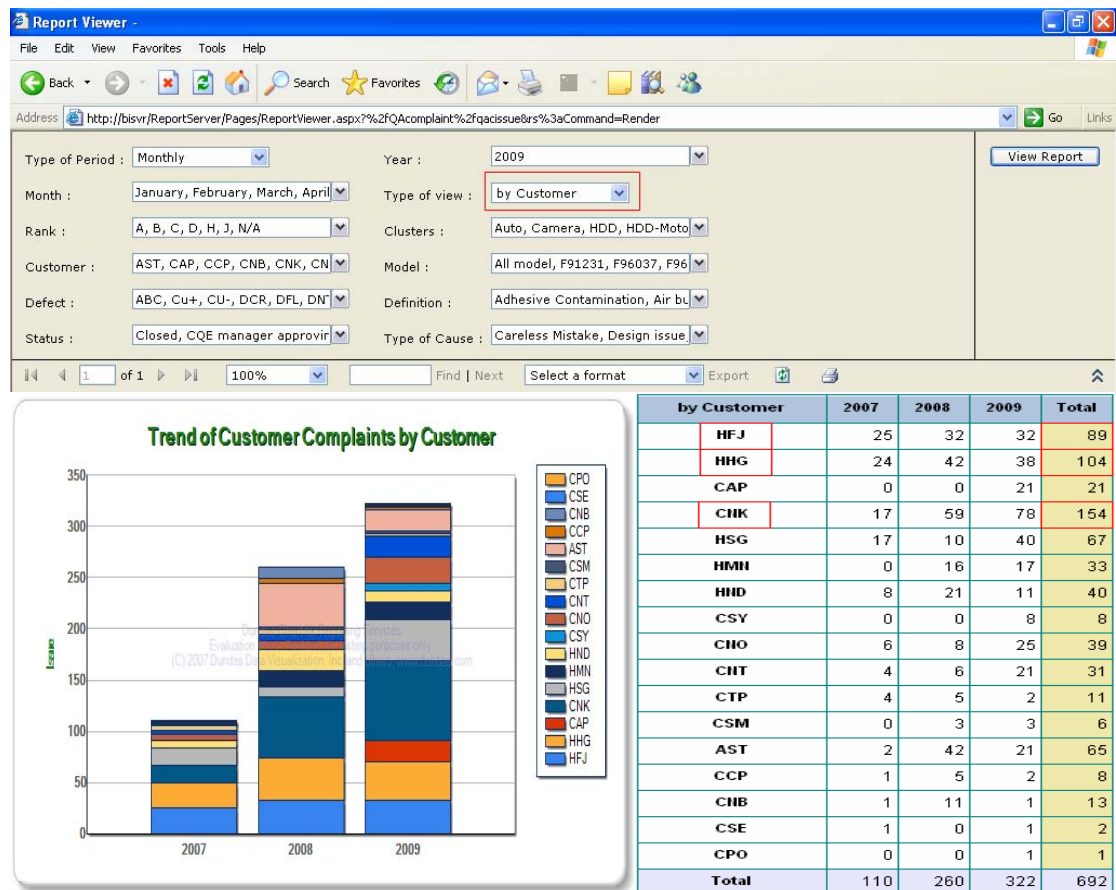 Report Viewer -
File Edit View Favorites Tools Help
Back Search Favorites
Address http://bisvr/ReportServer/Pages/ReportViewer.aspx?%2fQAcomplaint%2fqacissue&rs%3aCommand=Render Go Links
Type of Period : Monthly Year : 2009 View Report
Month : January, February, March, April Type of view : by Customer
Rank : A, B, C, D, H, J, N/A Clusters : Auto, Camera, HDD, HDD-Moto
Customer : AST, CAP, CCP, CNB, CNK, CN Model : All model, F91231, F96037, F96
Defect : ABC, Cu+, CU-, DCR, DFL, DN Definition : Adhesive Contamination, Air bu
Status : Closed, CQE manager approvin Type of Cause : Careless Mistake, Design issue,
1 of 1 100% Find | Next Select a format Export
Trend of Customer Complaints by Customer
Issue
350
300
250
200
150
100
50
0
2007 2008 2009
(C) 2007 Dundas Data Visualization, Inc
CPO
CSE
CNB
CCP
AST
CSM
CTP
CNT
CNO
CSY
HND
HMN
HSG
CNK
CAP
HHG
HFJ
by Customer 2007 2008 2009 Total
HFJ 25 32 32 89
HHG 24 42 38 104
CAP 0 0 21 21
CNK 17 59 78 154
HSG 17 10 40 67
HMN 0 16 17 33
HND 8 21 11 40
CSY 0 0 8 8
CNO 6 8 25 39
CNT 4 6 21 31
CTP 4 5 2 11
CSM 0 3 3 6
AST 2 42 21 65
CCP 1 5 2 8
CNB 1 11 1 13
CSE 1 0 1 2
CPO 0 0 1 1
Total 110 260 322 692